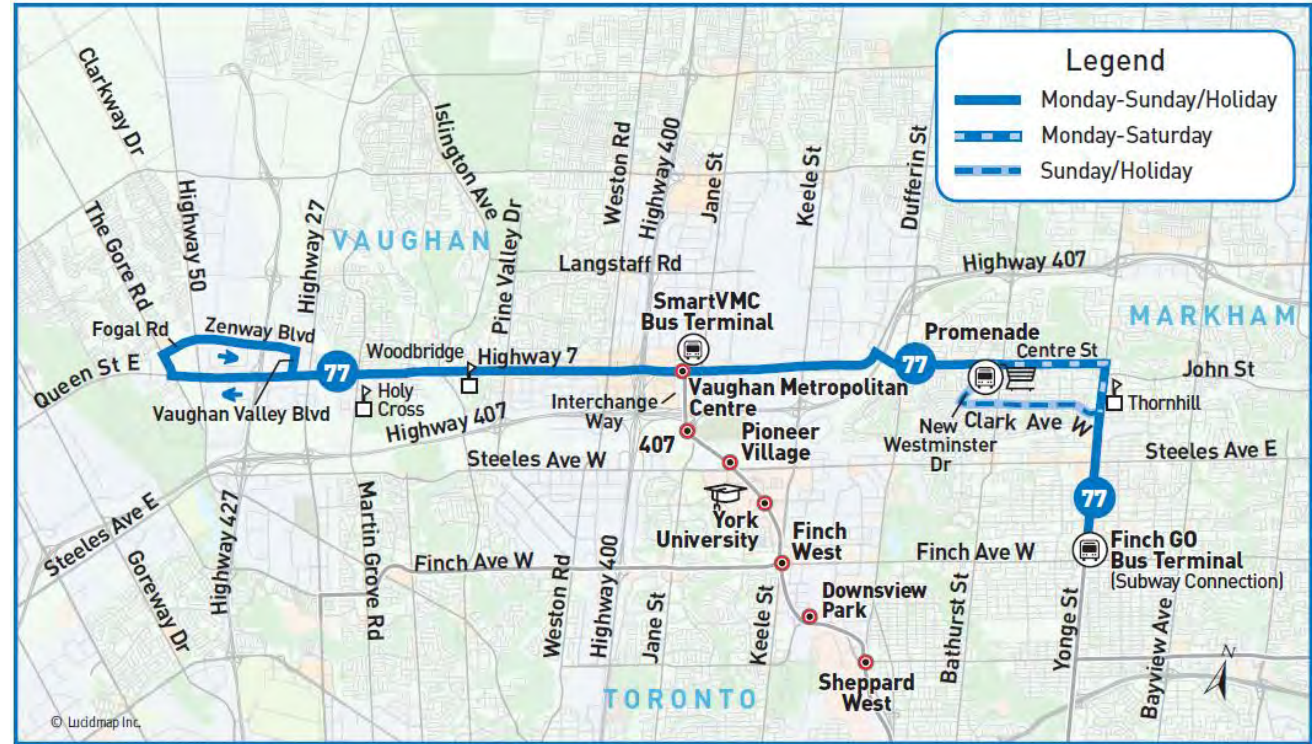 Legend
Monday-Sunday/Holiday
Monday-Saturday
Sunday/Holiday
Clarkway Dr
The Gore Rd
Highway 50
Highway 27
VAUGHAN
Islington Ave
Pine Valley Dr
Weston Rd
Highway 400
Jane St
Keele St
Dufferin St
Langstaff Rd
Highway 407
MARKHAM
SmartVMC
Bus Terminal
Promenade
Centre St
John St
Fogal Rd
Zenway Blvd
Woodbridge
Highway 7
77
77
Queen St E
Vaughan Valley Blvd
Holy
Cross
Highway 407
Interchange
Way
Vaughan Metropolitan
Centre
407
New
Westminster
Dr
Clark Ave W
Thornhill
Pioneer
Village
Steeles Ave W
Steeles Ave E
77
Steeles Ave E
Goreway Dr
Highway 427
Martin Grove Rd
York
University
Finch Ave W
Finch
West
Finch Ave W
Finch GO
Bus Terminal
(Subway Connection)
Weston Rd
Highway 400
Jane St
Keele St
Downsview
Park
Bathurst St
Yonge St
Bayview Ave
Sheppard
West
TORONTO
N
© Lucidmap Inc.